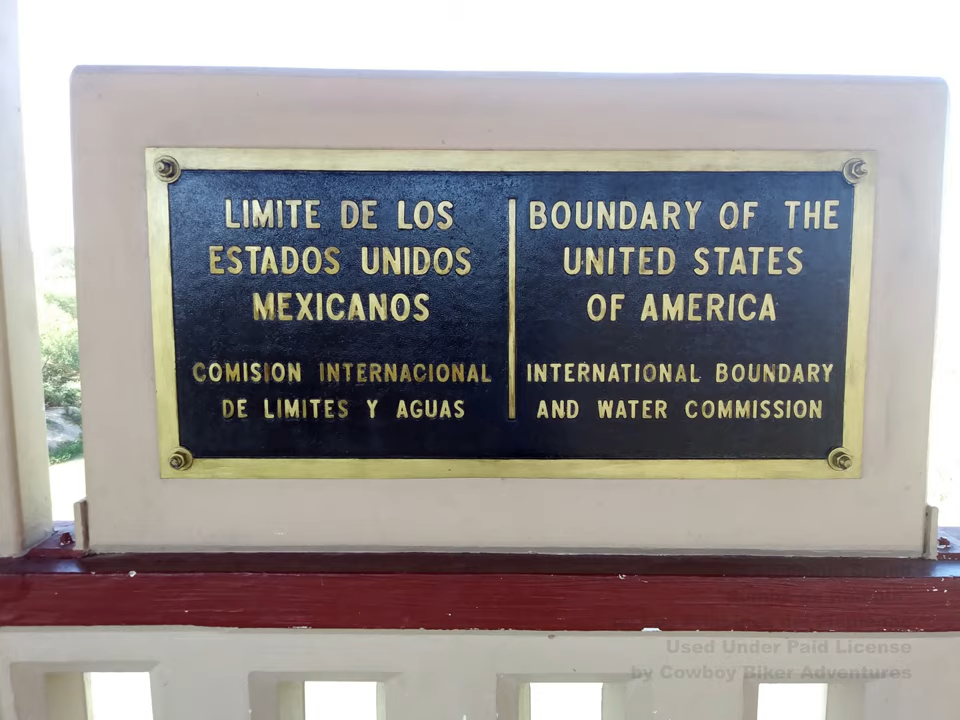 LIMITE DE LOS
ESTADOS UNIDOS
MEXICANOS
COMISION INTERNACIONAL
DE LIMITES Y AGUAS
BOUNDARY OF THE
UNITED STATES
OF AMERICA
INTERNATIONAL BOUNDARY
AND WATER COMMISSION
Used Under Paid License
by Cowboy Biker Adventures